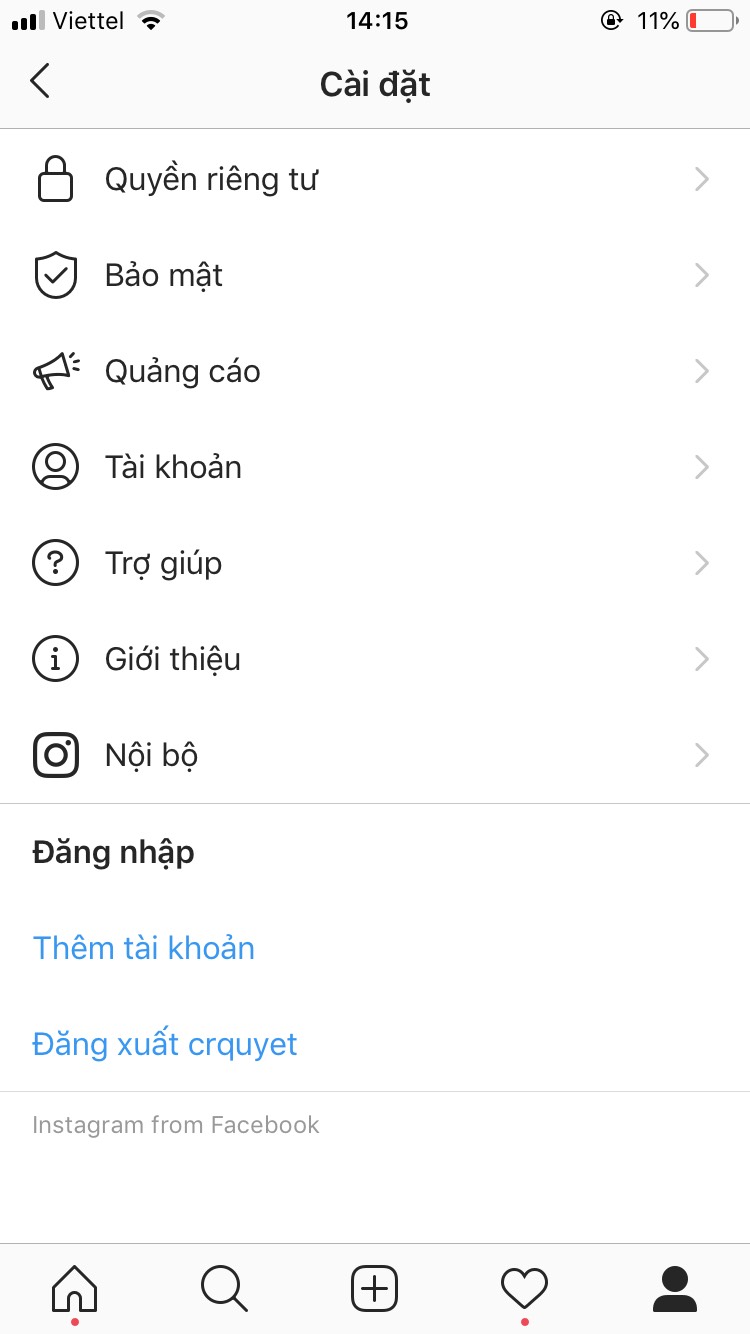 Viettel 14:15 11%
Cài đặt
Quyền riêng tư
Bảo mật
Quảng cáo
Tài khoản
Trợ giúp
Giới thiệu
Nội bộ
Đăng nhập
Thêm tài khoản
Đăng xuất crquyet
Instagram from Facebook